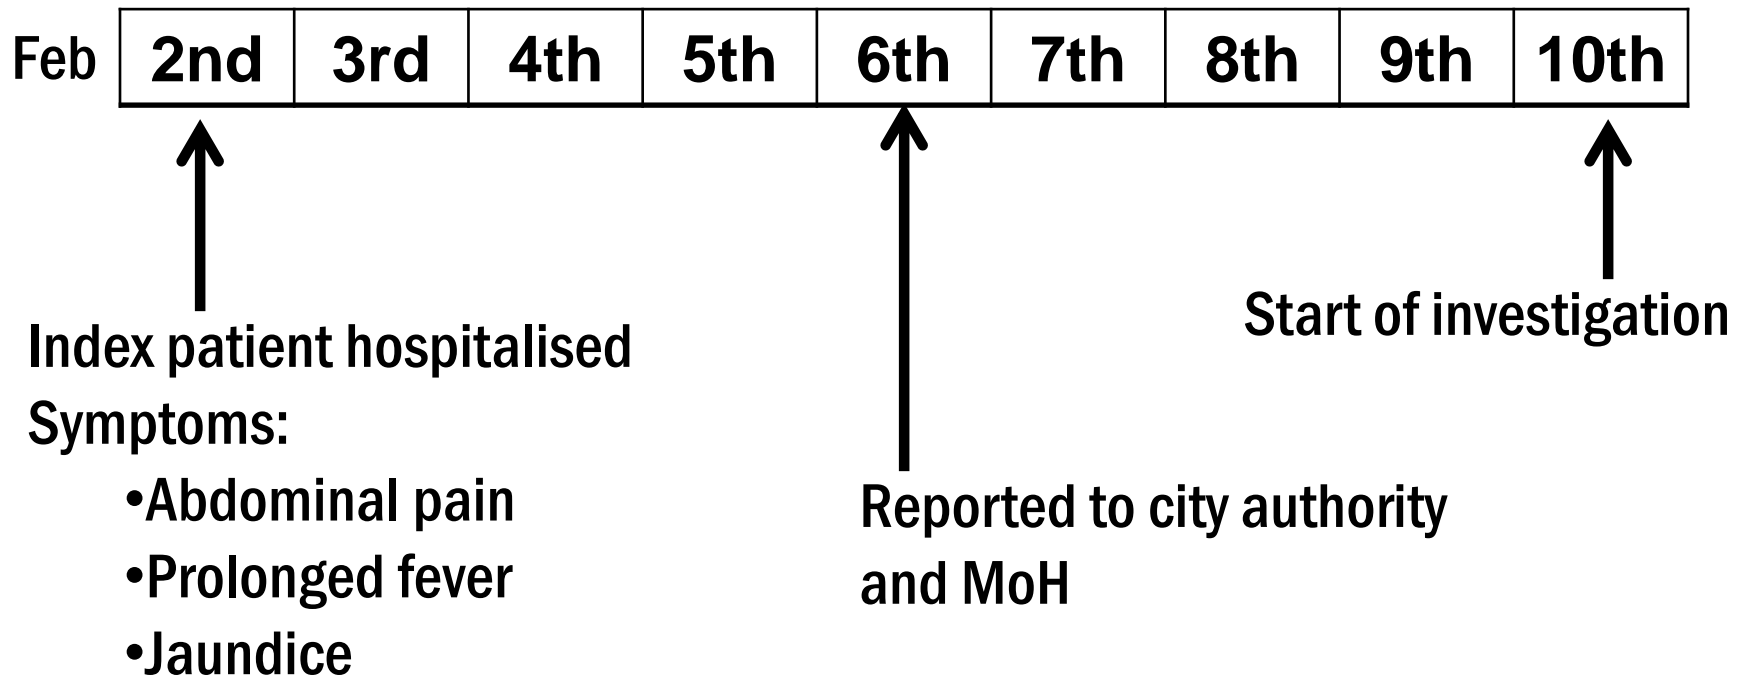 Feb 2nd 3rd 4th 5th 6th 7th 8th 9th 10th
Index patient hospitalised
Symptoms:
•Abdominal pain
•Prolonged fever
•Jaundice
Reported to city authority
and MoH
Start of investigation